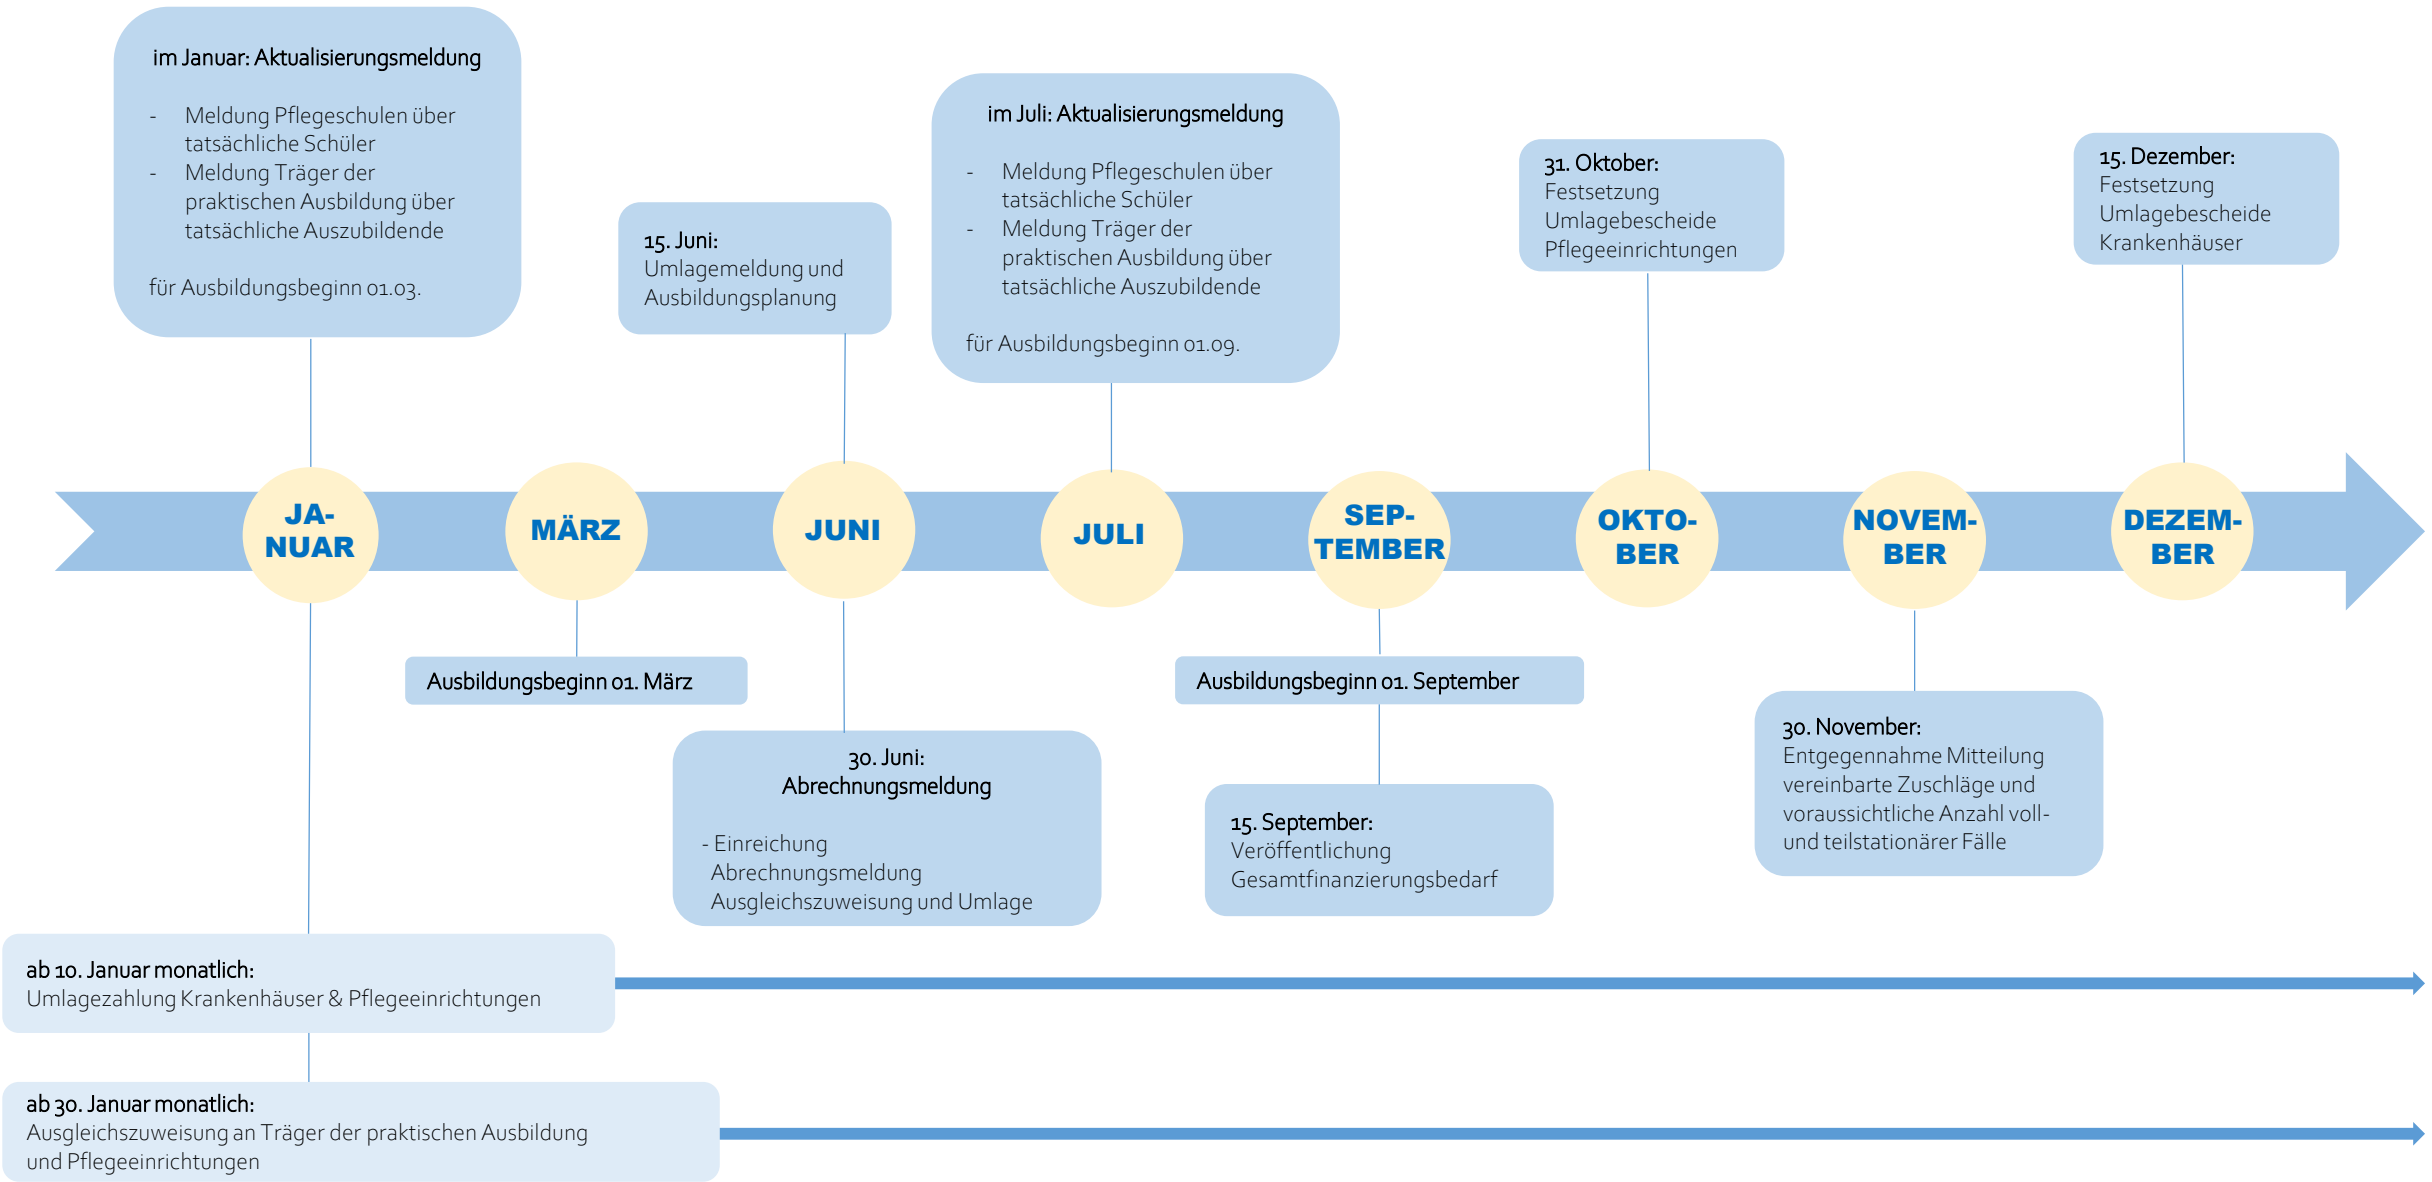 im Januar: Aktualisierungsmeldung
- Meldung Pflegeschulen über
tatsächliche Schüler
- Meldung Träger der
praktischen Ausbildung über
tatsächliche Auszubildende
für Ausbildungsbeginn 01.03.
15. Juni:
Umlagemeldung und
Ausbildungsplanung
im Juli: Aktualisierungsmeldung
- Meldung Pflegeschulen über
tatsächliche Schüler
- Meldung Träger der
praktischen Ausbildung über
tatsächliche Auszubildende
für Ausbildungsbeginn 01.09.
31. Oktober:
Festsetzung
Umlagebescheide
Pflegeeinrichtungen
15. Dezember:
Festsetzung
Umlagebescheide
Krankenhäuser
JA-
NUAR
MÄRZ
JUNI
JULI
SEP-
TEMBER
OKTO-
BER
NOVEM-
BER
DEZEM-
BER
Ausbildungsbeginn 01. März
30. Juni:
Abrechnungsmeldung
- Einreichung
Abrechnungsmeldung
Ausgleichszuweisung und Umlage
Ausbildungsbeginn 01. September
15. September:
Veröffentlichung
Gesamtfinanzierungsbedarf
30. November:
Entgegennahme Mitteilung
vereinbarte Zuschläge und
voraussichtliche Anzahl voll-
und teilstationärer Fälle
ab 10. Januar monatlich:
Umlagezahlung Krankenhäuser & Pflegeeinrichtungen
ab 30. Januar monatlich:
Ausgleichszuweisung an Träger der praktischen Ausbildung
und Pflegeeinrichtungen